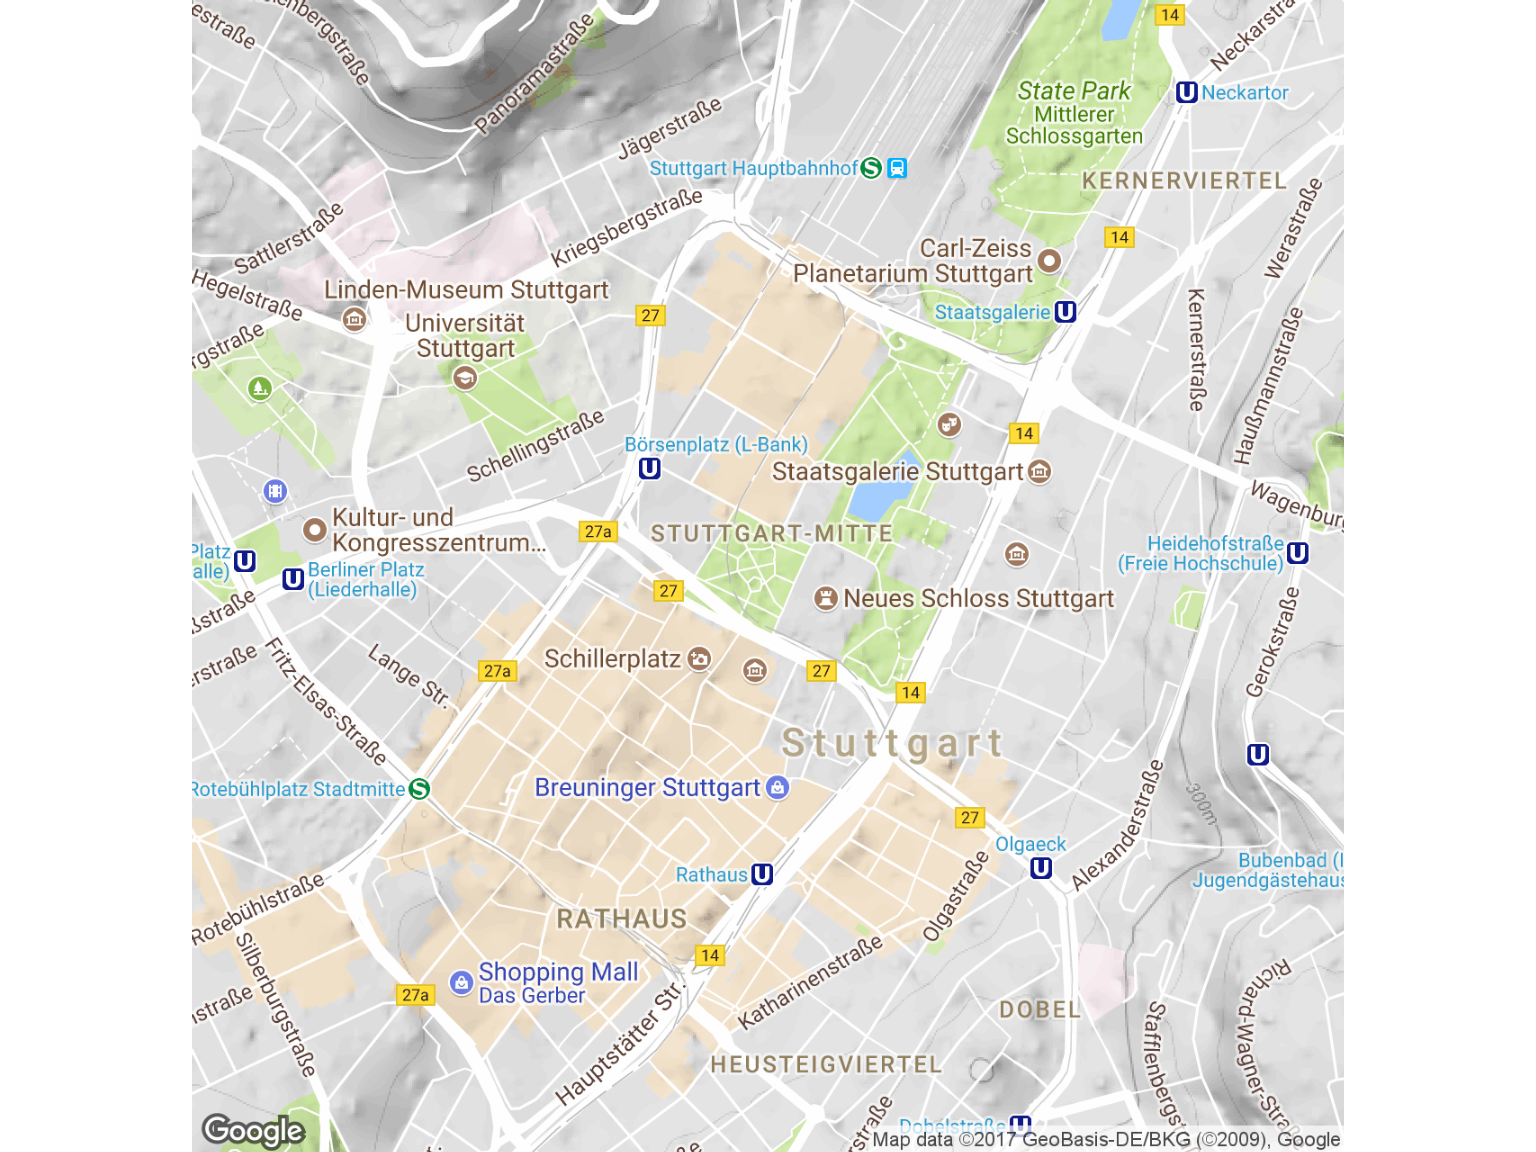 14
Neckarstra
estraße
enbergstraße
Panoramastraße
State Park
Mittlerer
Schlossgarten
Neckartor
Jägerstraße
Stuttgart Hauptbahnhof
S
KERNERVIERTEL
Sattlerstraße
Kriegsbergstraße
Werastraße
14
Carl-Zeiss
Planetarium Stuttgart
Hegelstraße
Linden-Museum Stuttgart
27
Universität
Stuttgart
Staatsgalerie
U
Kernerstraße
Haußmannstraße
rgstraße
Schellingstraße
Börsenplatz (L-Bank)
U
14
Staatsgalerie Stuttgart
Wagenburg
Kultur- und
Kongresszentrum...
27a
STUTTGART-MITTE
Platz
alle)
U
Berliner Platz
(Liederhalle)
U
Heidehofstraße
(Freie Hochschule)
U
27
Neues Schloss Stuttgart
ßstraße
erstraße
Fritz-Elsas-Straße
Lange Str.
27a
Schillerplatz
27
14
Gerokstraße
Stuttgart
U
Rotebühlplatz Stadtmitte
S
Breuninger Stuttgart
27
300m
Alexanderstraße
Olgaeck
U
Bubenbad (
Jugendgästehaus
Rathaus
U
Rotebühlstraße
RATHAUS
Olgastraße
Silberburgstraße
14
Katharinenstraße
Shopping Mall
Das Gerber
27a
nstraße
Hauptstätter Str.
DOBEL
Richard-Wagner-Straße
Stafflenbergstraße
HEUSTEIGVIERTEL
Dobelstraße
U
rstraße
Google
Map data ©2017 GeoBasis-DE/BKG (©2009), Google